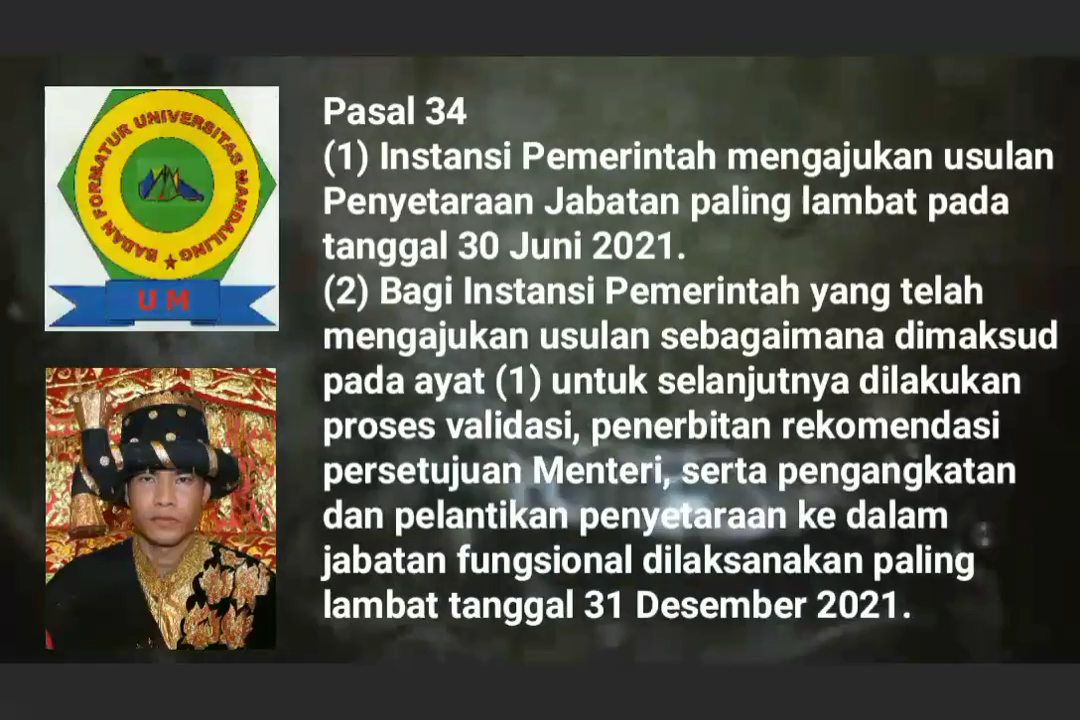 BADAN FORMATUR UNIVERSITAS MANDAILING
U M
Pasal 34
(1) Instansi Pemerintah mengajukan usulan
Penyetaraan Jabatan paling lambat pada
tanggal 30 Juni 2021.
(2) Bagi Instansi Pemerintah yang telah
mengajukan usulan sebagaimana dimaksud
pada ayat (1) untuk selanjutnya dilakukan
proses validasi, penerbitan rekomendasi
persetujuan Menteri, serta pengangkatan
dan pelantikan penyetaraan ke dalam
jabatan fungsional dilaksanakan paling
lambat tanggal 31 Desember 2021.